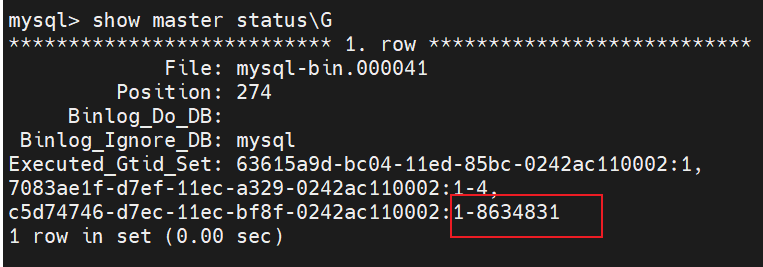 mysql> show master status\G
*************************** 1. row ***************************
File: mysql-bin.000041
Position: 274
Binlog_Do_DB:
Binlog_Ignore_DB: mysql
Executed_Gtid_Set: 63615a9d-bc04-11ed-85bc-0242ac110002:1,
7083ae1f-d7ef-11ec-a329-0242ac110002:1-4,
c5d74746-d7ec-11ec-bf8f-0242ac110002:1-8634831
1 row in set (0.00 sec)